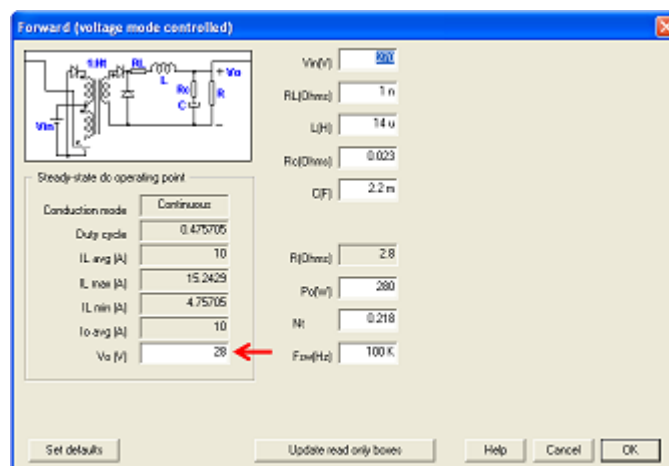 Forward (voltage mode controlled)
1:Nt
RL
L
+ Vo
Rc
C
R
Vin
-
Vin(V) 270
RL(Ohms) 1 n
L(H) 14 u
Rc(Ohms) 0.023
C(F) 2.2 m
R(Ohms) 2.8
Po(W) 280
Nt 0.218
Fsw(Hz) 100 K
Steady-state dc operating point
Conduction mode Continuous
Duty cycle 0.475705
IL avg (A) 10
IL max (A) 15.2429
IL min (A) 4.75705
Io avg (A) 10
Vo (V) 28
Set defaults
Update read only boxes
Help
Cancel
OK